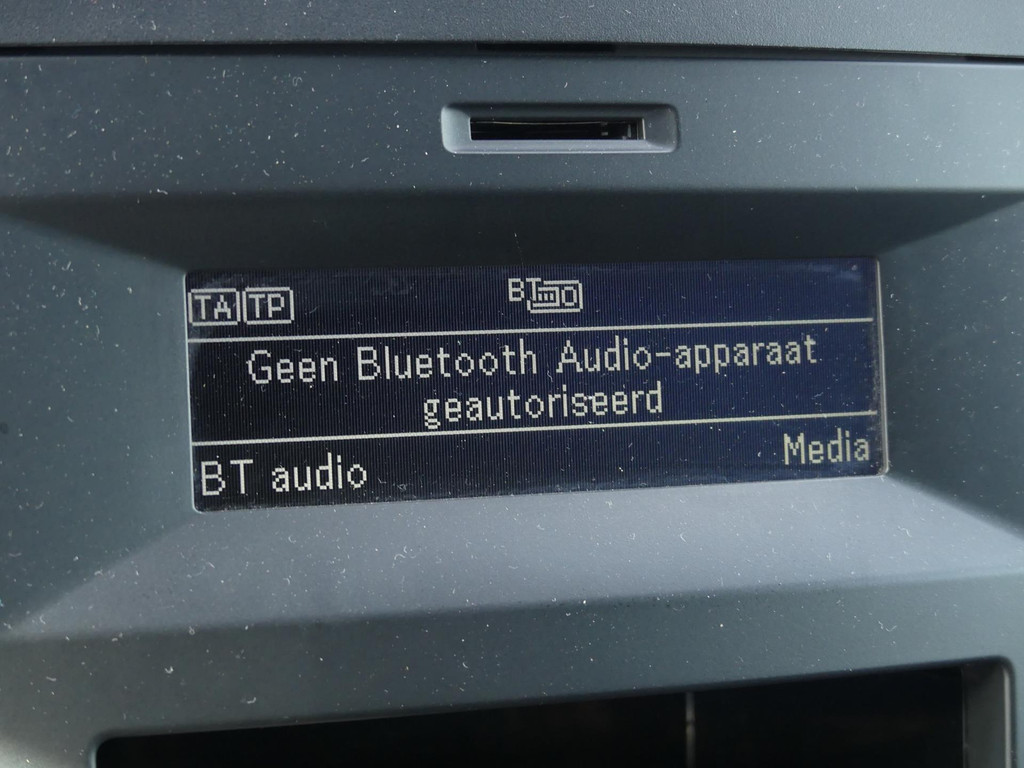 TA TP BT
Geen Bluetooth Audio-apparaat
geautoriseerd
BT audio Media